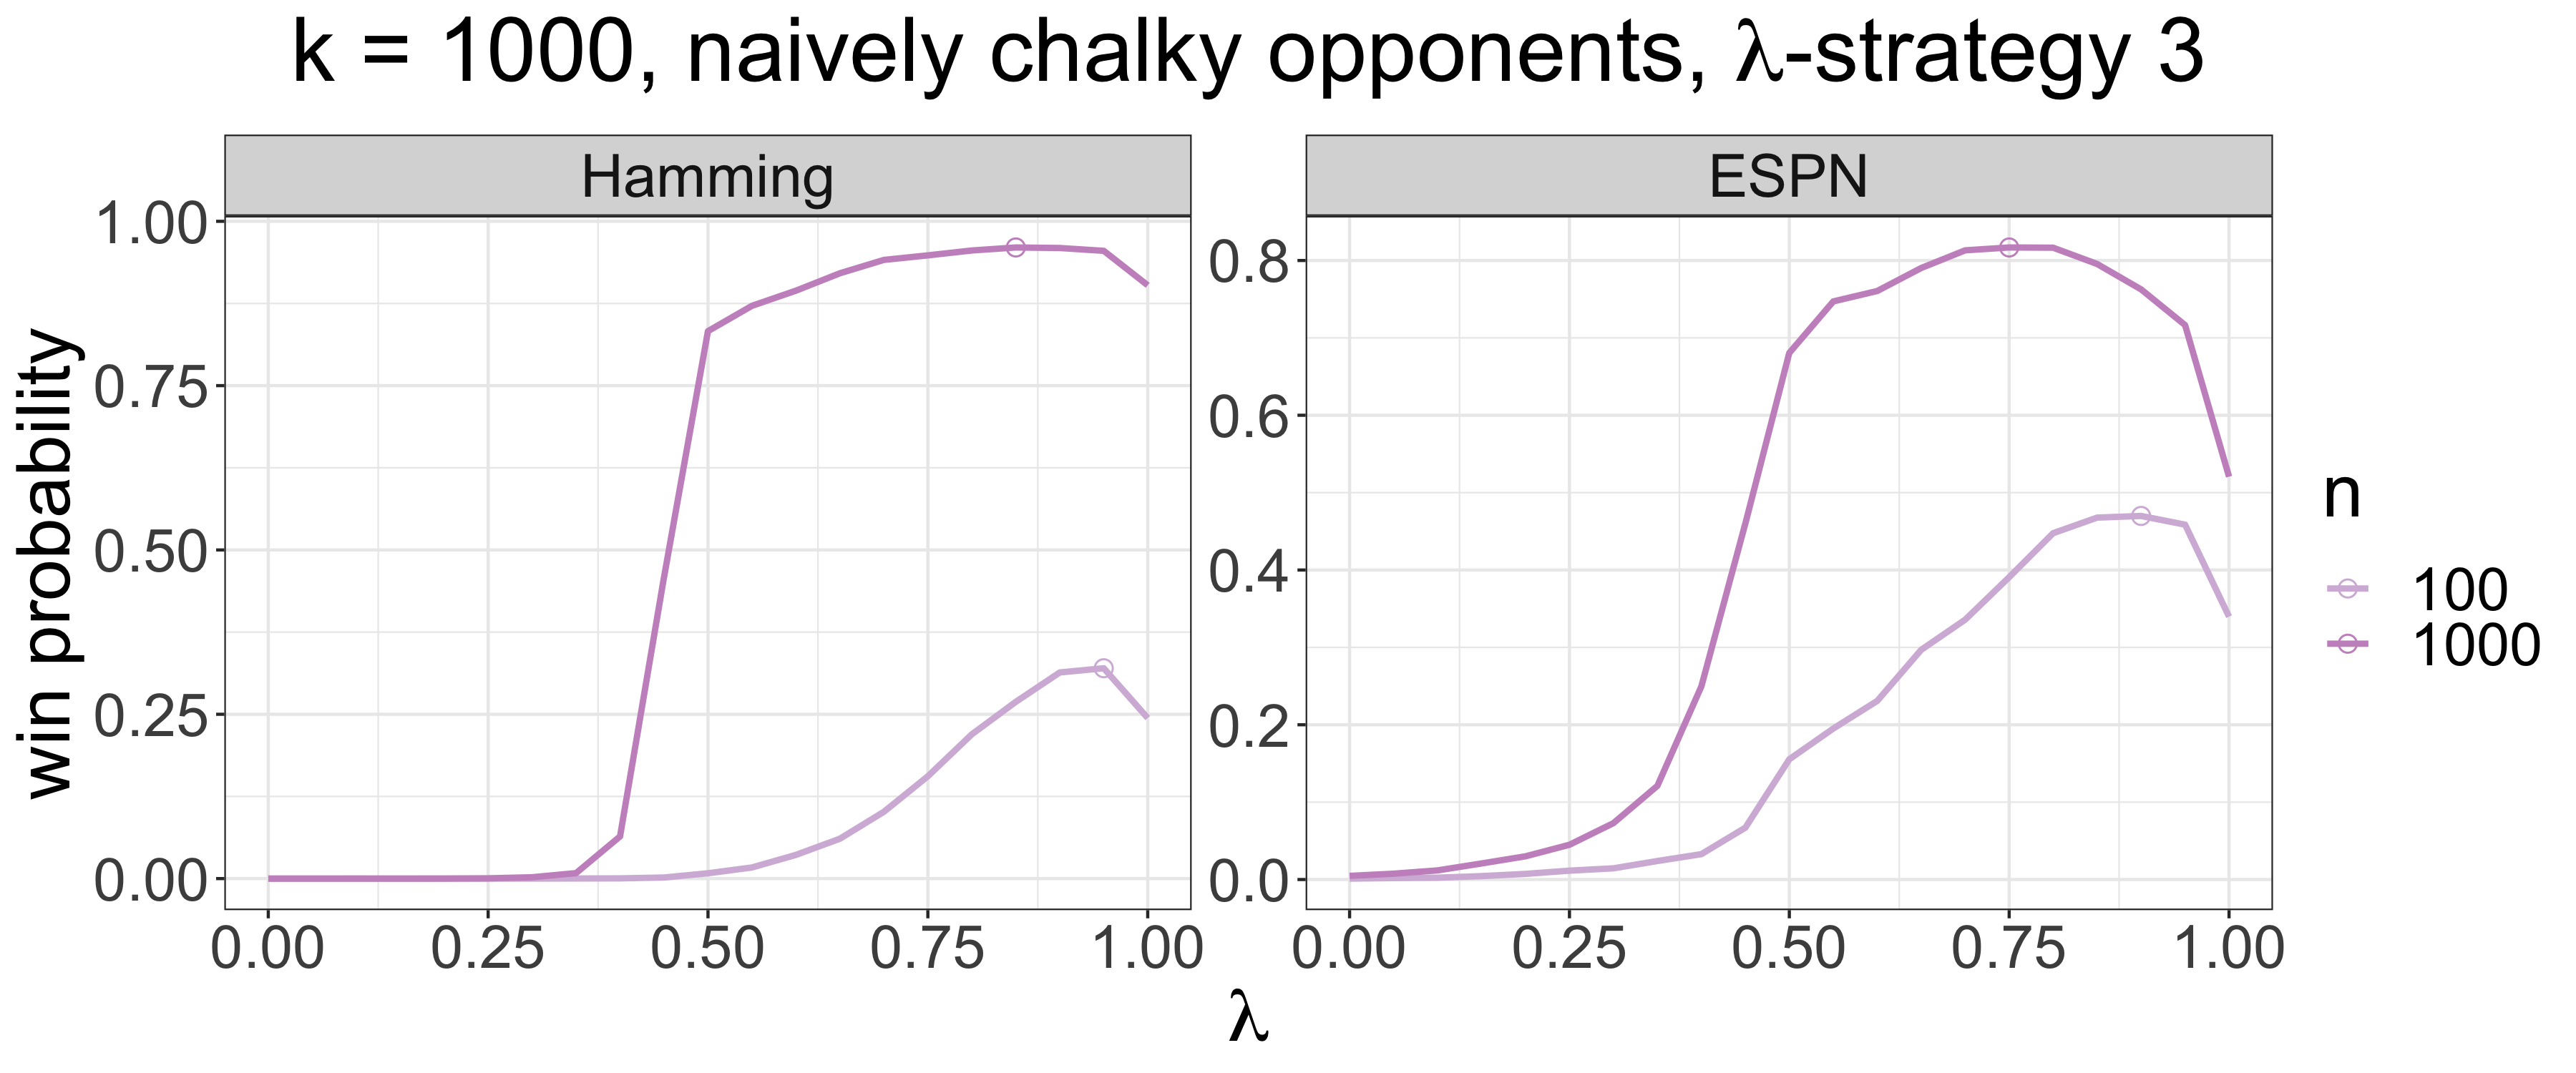 k = 1000, naively chalky opponents, λ-strategy 3
Hamming
ESPN
win probability
1.00
0.75
0.50
0.25
0.00
0.00 0.25 0.50 0.75 1.00
0.8
0.6
0.4
0.2
0.0
0.00 0.25 0.50 0.75 1.00
λ
n
100
1000